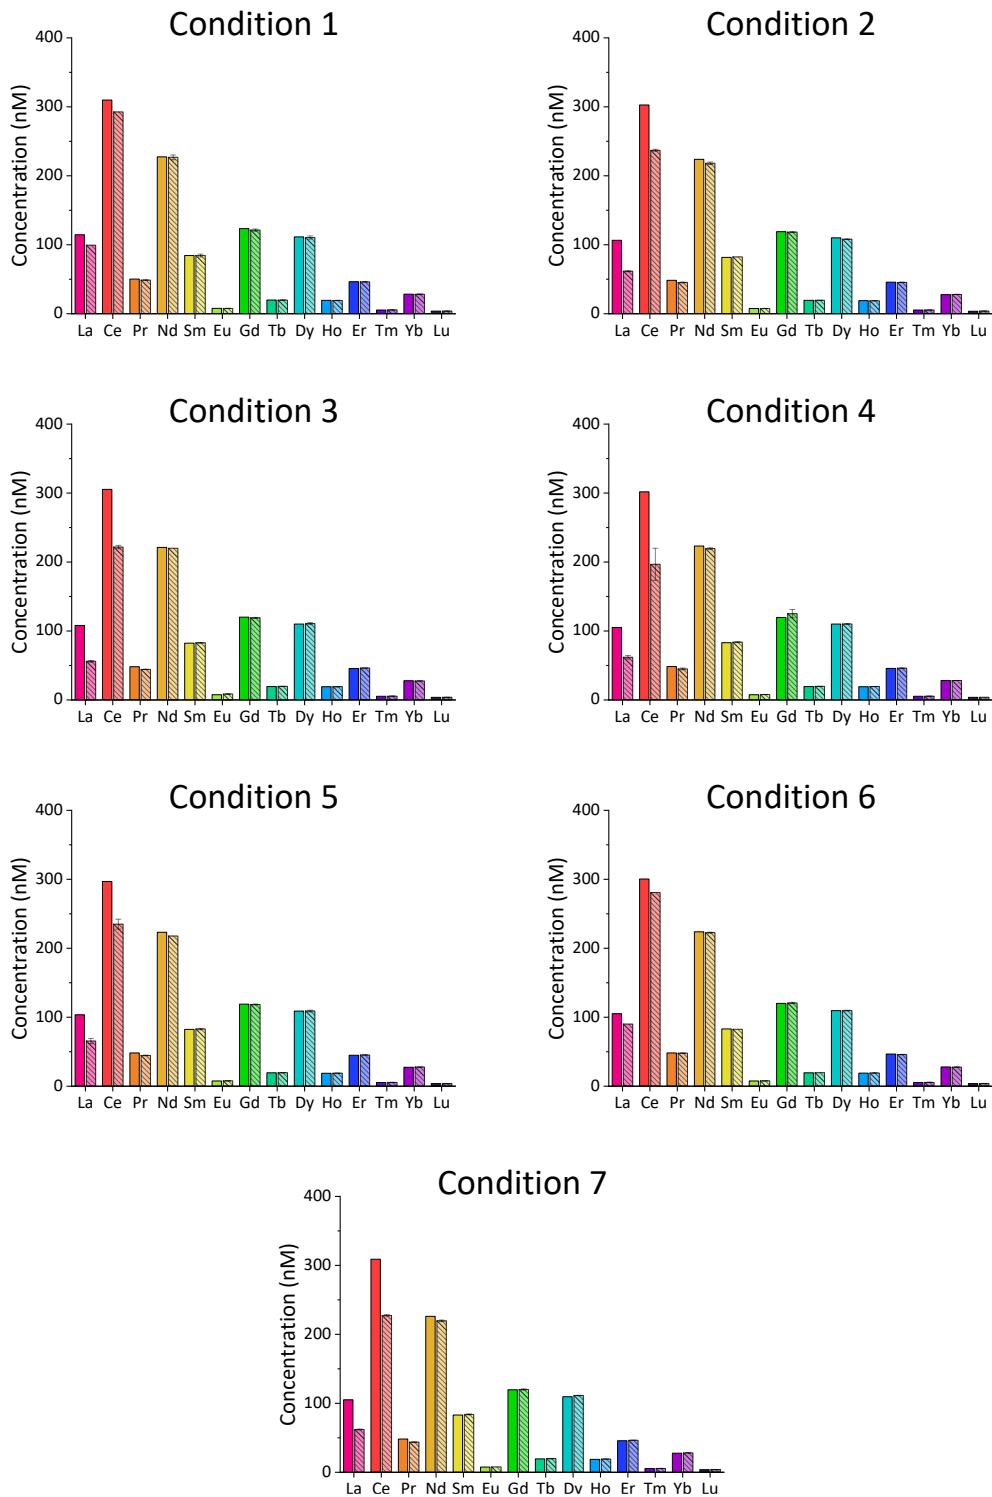 Condition 1
Concentration (nM)
400
300
200
100
0
La Ce Pr Nd Sm Eu Gd Tb Dy Ho Er Tm Yb Lu
Condition 2
Concentration (nM)
400
300
200
100
0
La Ce Pr Nd Sm Eu Gd Tb Dy Ho Er Tm Yb Lu
Condition 3
Concentration (nM)
400
300
200
100
0
La Ce Pr Nd Sm Eu Gd Tb Dy Ho Er Tm Yb Lu
Condition 4
Concentration (nM)
400
300
200
100
0
La Ce Pr Nd Sm Eu Gd Tb Dy Ho Er Tm Yb Lu
Condition 5
Concentration (nM)
400
300
200
100
0
La Ce Pr Nd Sm Eu Gd Tb Dy Ho Er Tm Yb Lu
Condition 6
Concentration (nM)
400
300
200
100
0
La Ce Pr Nd Sm Eu Gd Tb Dy Ho Er Tm Yb Lu
Condition 7
Concentration (nM)
400
300
200
100
0
La Ce Pr Nd Sm Eu Gd Tb Dy Ho Er Tm Yb Lu